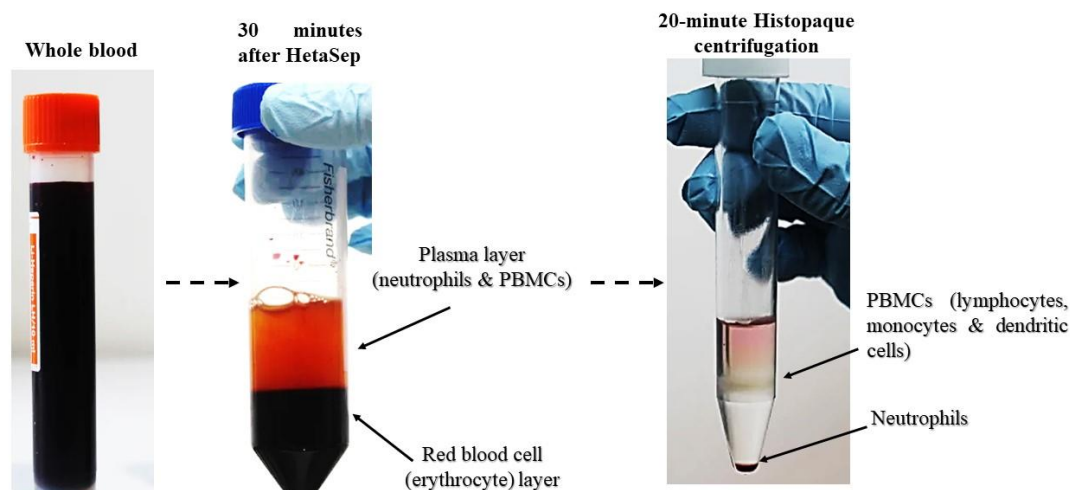 Whole blood
30 minutes
after HetaSep
20-minute Histopaque
centrifugation
Fisherbrand
Plasma layer
(neutrophils & PBMCs)
Red blood cell
(erythrocyte) layer
PBMCs (lymphocytes,
monocytes & dendritic
cells)
Neutrophils